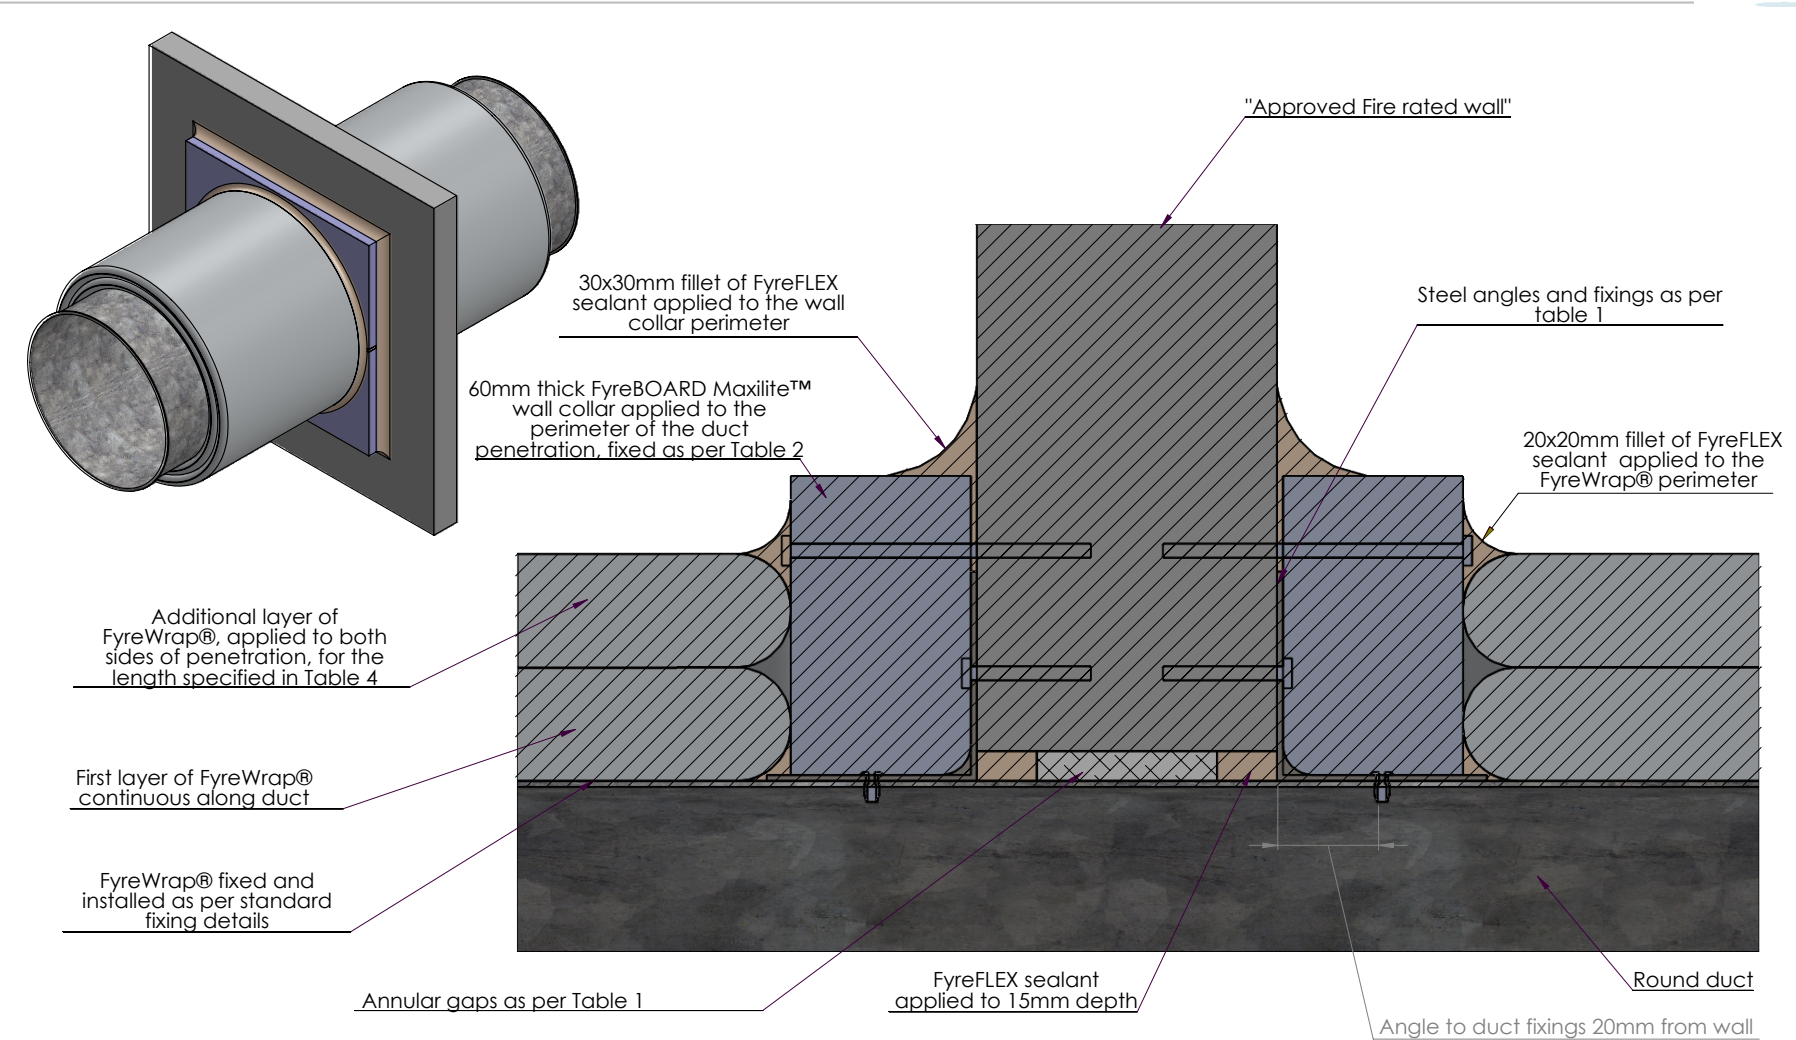 "Approved Fire rated wall"
30x30mm fillet of FyreFLEX
sealant applied to the wall
collar perimeter
Steel angles and fixings as per
table 1
60mm thick FyreBOARD Maxilite™
wall collar applied to the
perimeter of the duct
penetration, fixed as per Table 2
20x20mm fillet of FyreFLEX
sealant applied to the
FyreWrap® perimeter
Additional layer of
FyreWrap®, applied to both
sides of penetration, for the
length specified in Table 4
First layer of FyreWrap®
continuous along duct
FyreWrap® fixed and
installed as per standard
fixing details
Annular gaps as per Table 1
FyreFLEX sealant
applied to 15mm depth
Round duct
Angle to duct fixings 20mm from wall